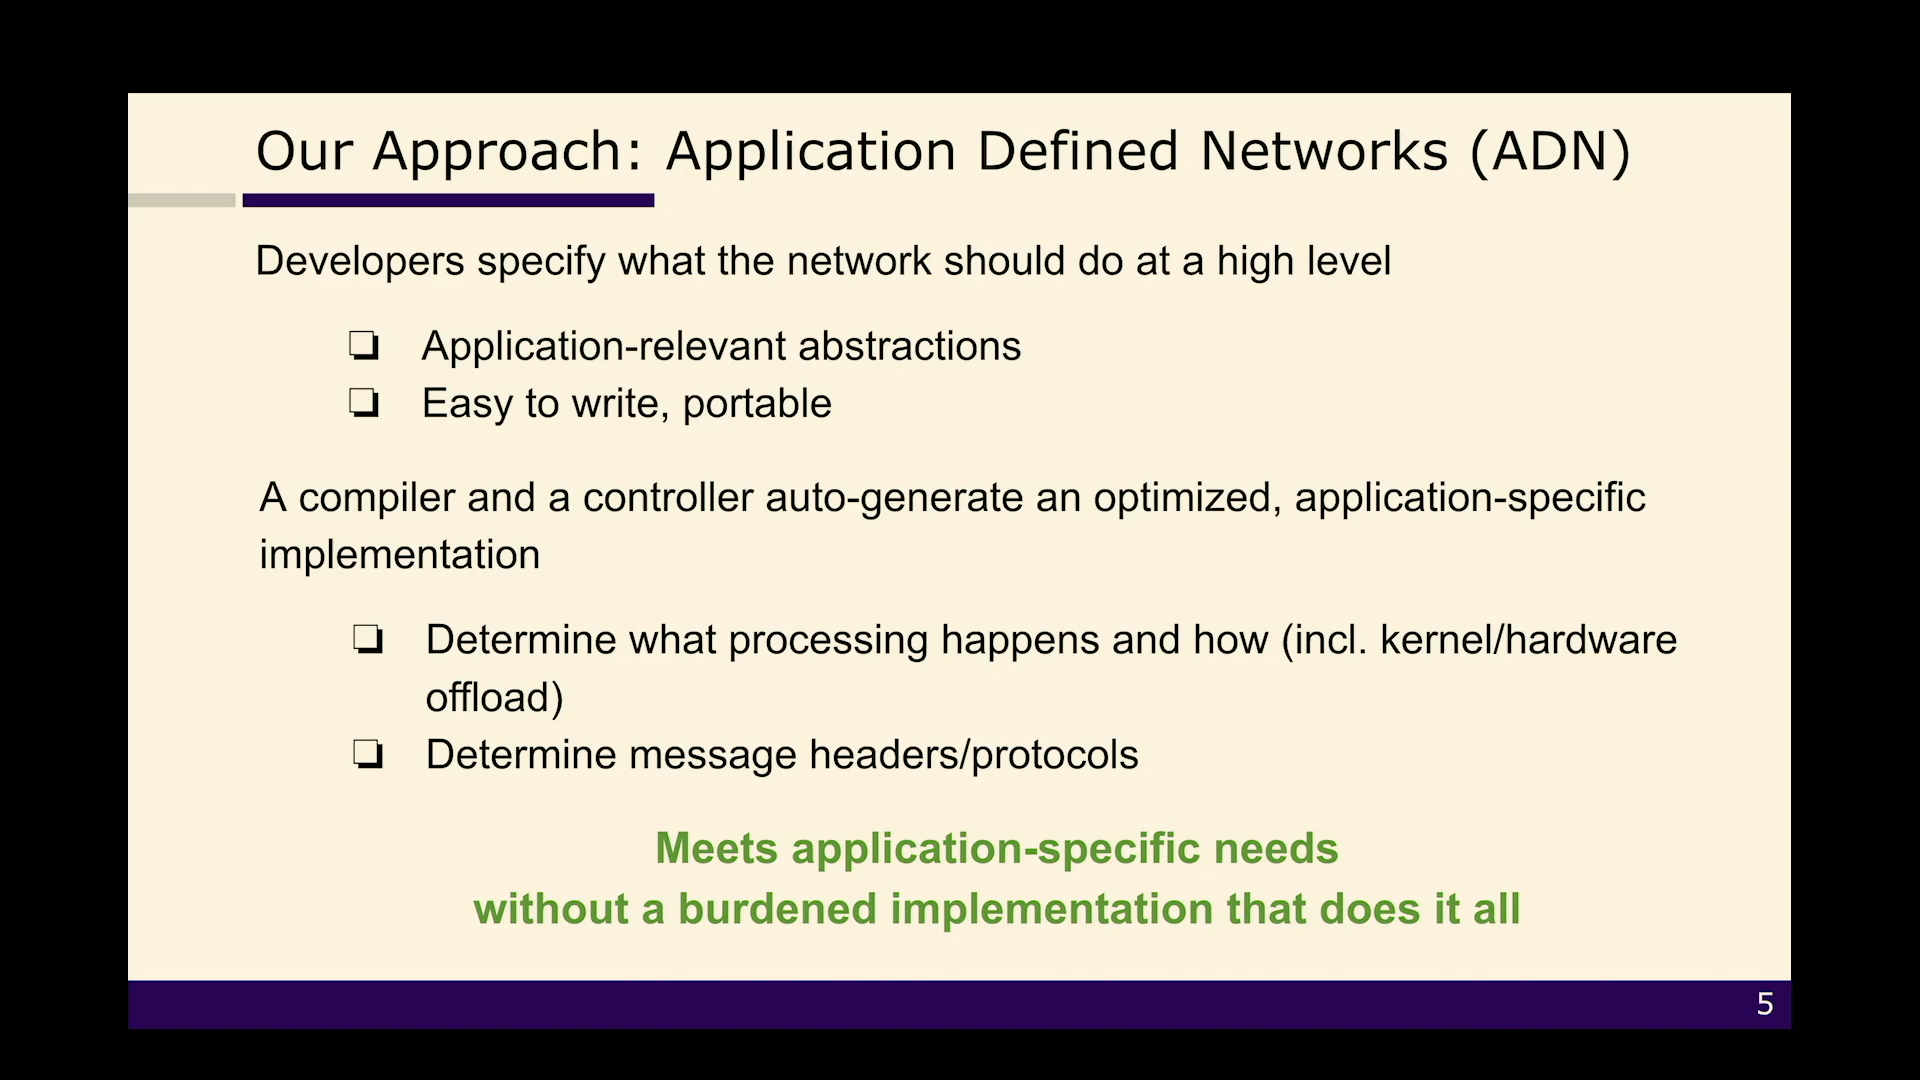 Our Approach: Application Defined Networks (ADN)
Developers specify what the network should do at a high level
❏ Application-relevant abstractions
❏ Easy to write, portable
A compiler and a controller auto-generate an optimized, application-specific
implementation
❏ Determine what processing happens and how (incl. kernel/hardware
offload)
❏ Determine message headers/protocols
Meets application-specific needs
without a burdened implementation that does it all
5